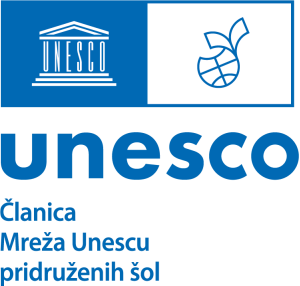 UNESCO
unesco
Članica
Mreža Unescu
pridruženih šol